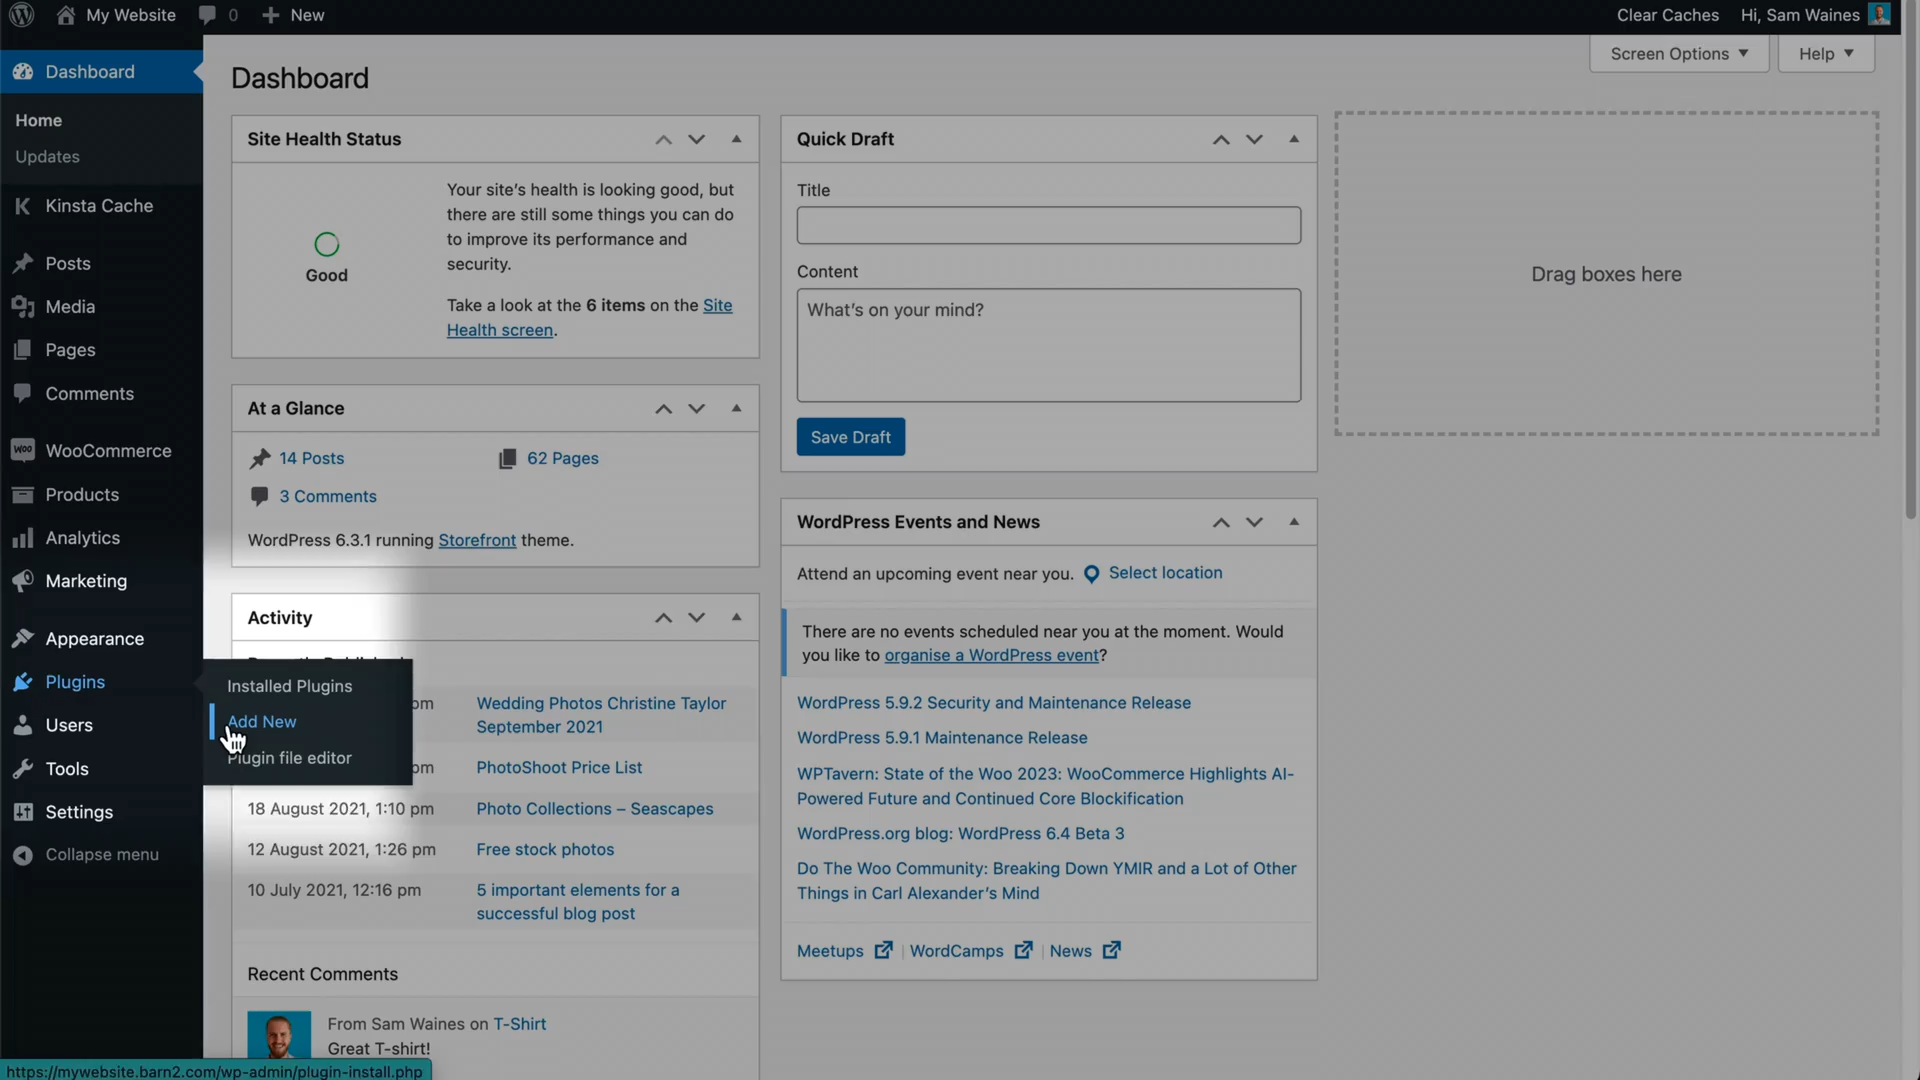 My Website
0
New
Clear Caches
Hi, Sam Waines
Screen Options
Help
Dashboard
Home
Updates
Kinsta Cache
Posts
Media
Pages
Comments
WooCommerce
Products
Analytics
Marketing
Appearance
Plugins
Users
Tools
Settings
Collapse menu
Installed Plugins
Add New
Plugin file editor
Dashboard
Site Health Status
Good
Your site's health is looking good, but
there are still some things you can do
to improve its performance and
security.
Take a look at the 6 items on the Site
Health screen.
At a Glance
14 Posts
62 Pages
3 Comments
WordPress 6.3.1 running Storefront theme.
Activity
pm
Wedding Photos Christine Taylor
September 2021
pm
PhotoShoot Price List
18 August 2021, 1:10 pm
Photo Collections – Seascapes
12 August 2021, 1:26 pm
Free stock photos
10 July 2021, 12:16 pm
5 important elements for a
successful blog post
Recent Comments
From Sam Waines on T-Shirt
Great T-shirt!
Quick Draft
Title
Content
What's on your mind?
Save Draft
WordPress Events and News
Attend an upcoming event near you.
Select location
There are no events scheduled near you at the moment. Would
you like to organise a WordPress event?
WordPress 5.9.2 Security and Maintenance Release
WordPress 5.9.1 Maintenance Release
WPTavern: State of the Woo 2023: WooCommerce Highlights AI-
Powered Future and Continued Core Blockification
WordPress.org blog: WordPress 6.4 Beta 3
Do The Woo Community: Breaking Down YMIR and a Lot of Other
Things in Carl Alexander's Mind
Meetups | WordCamps | News
Drag boxes here
https://mywebsite.barn2.com/wp-admin/plugin-install.php